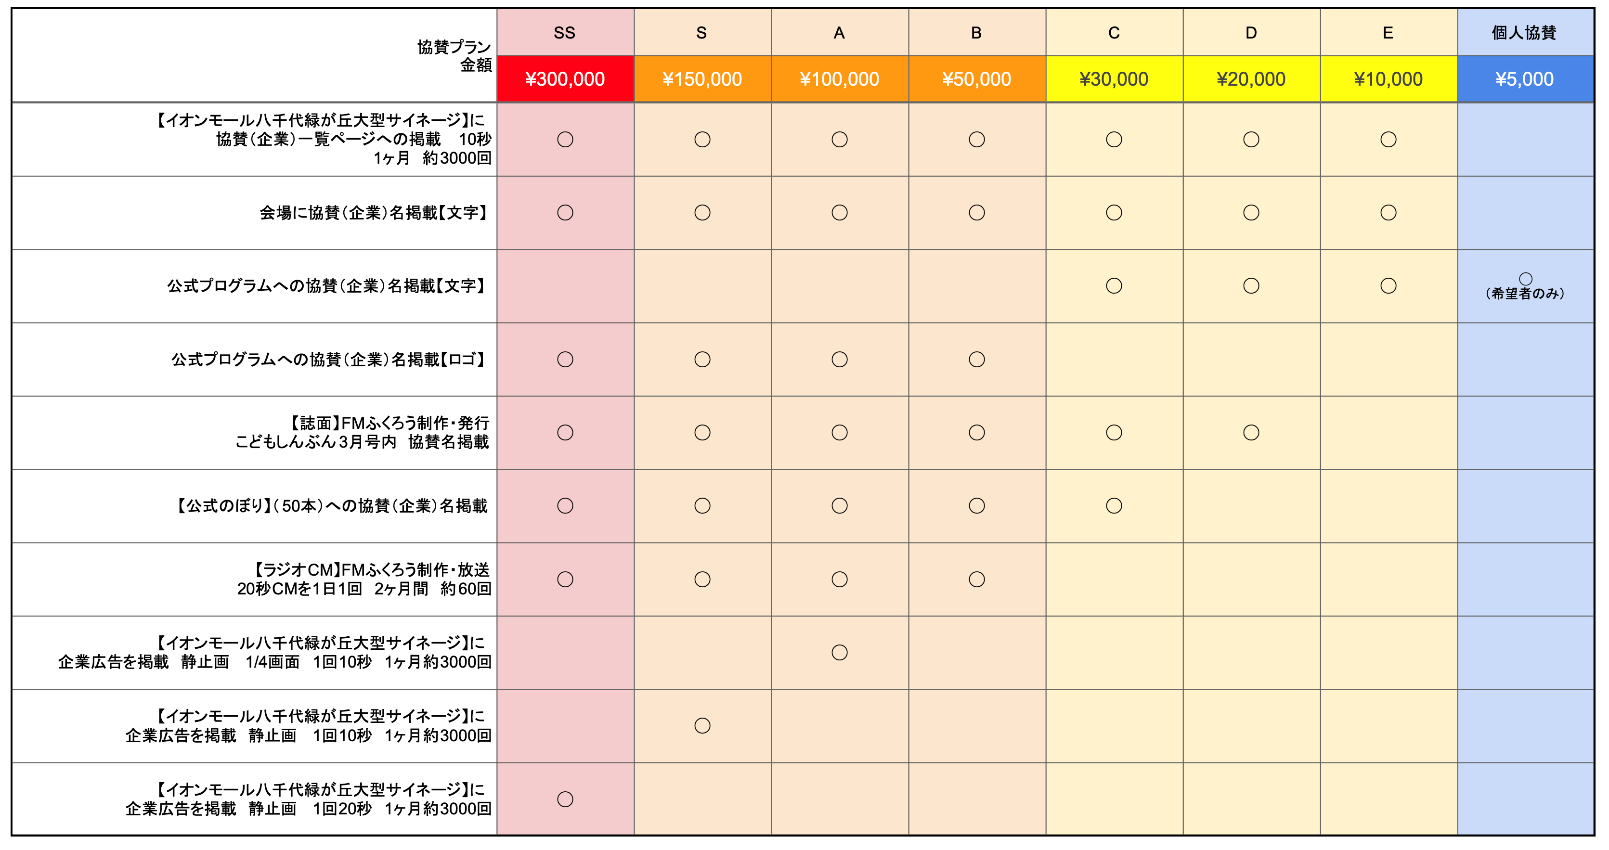 協賛プラン
金額
SS S A B C D E 個人協賛
¥300,000 ¥150,000 ¥100,000 ¥50,000 ¥30,000 ¥20,000 ¥10,000 ¥5,000
【イオンモール八千代緑が丘大型サイネージ】に
協賛（企業）一覧ページへの掲載　10秒
1ヶ月　約3000回
○ ○ ○ ○ ○ ○ ○
会場に協賛（企業）名掲載【文字】
○ ○ ○ ○ ○ ○ ○
公式プログラムへの協賛（企業）名掲載【文字】
○ ○ ○ ○
（希望者のみ）
公式プログラムへの協賛（企業）名掲載【ロゴ】
○ ○ ○ ○
【誌面】FMふくろう制作・発行
こどもしんぶん3月号内　協賛名掲載
○ ○ ○ ○ ○ ○
【公式のぼり】（50本）への協賛（企業）名掲載
○ ○ ○ ○ ○
【ラジオCM】FMふくろう制作・放送
20秒CMを1日1回　2ヶ月間　約60回
○ ○ ○ ○
【イオンモール八千代緑が丘大型サイネージ】に
企業広告を掲載　静止画　1/4画面　1回10秒　1ヶ月約3000回
○
【イオンモール八千代緑が丘大型サイネージ】に
企業広告を掲載　静止画　1回10秒　1ヶ月約3000回
○
【イオンモール八千代緑が丘大型サイネージ】に
企業広告を掲載　静止画　1回20秒　1ヶ月約3000回
○